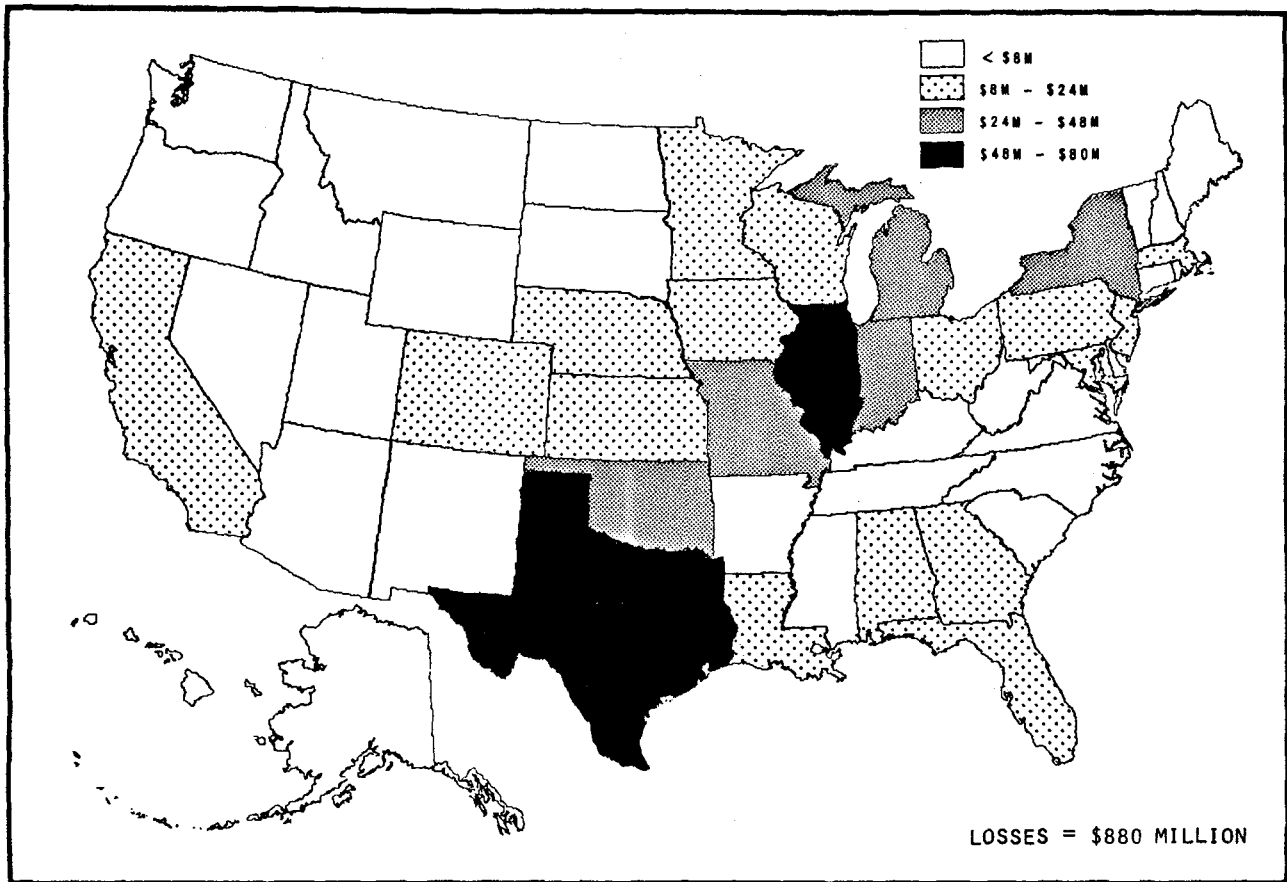 < $8M
$8M - $24M
$24M - $48M
$48M - $80M
LOSSES = $880 MILLION